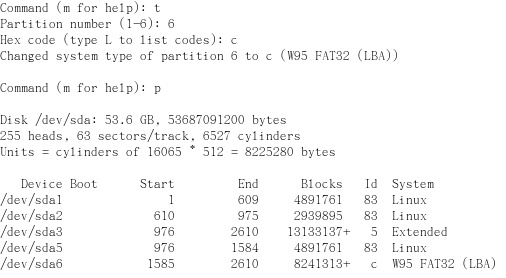 Command (m for help): t
Partition number (1-6): 6
Hex code (type L to list codes): c
Changed system type of partition 6 to c (W95 FAT32 (LBA))
Command (m for help): p
Disk /dev/sda: 53.6 GB, 53687091200 bytes
255 heads, 63 sectors/track, 6527 cylinders
Units = cylinders of 16065 * 512 = 8225280 bytes
Device Boot Start End Blocks Id System
/dev/sda1 1 609 4891761 83 Linux
/dev/sda2 610 975 2939895 83 Linux
/dev/sda3 976 2610 13133137+ 5 Extended
/dev/sda5 976 1584 4891761 83 Linux
/dev/sda6 1585 2610 8241313+ c W95 FAT32 (LBA)